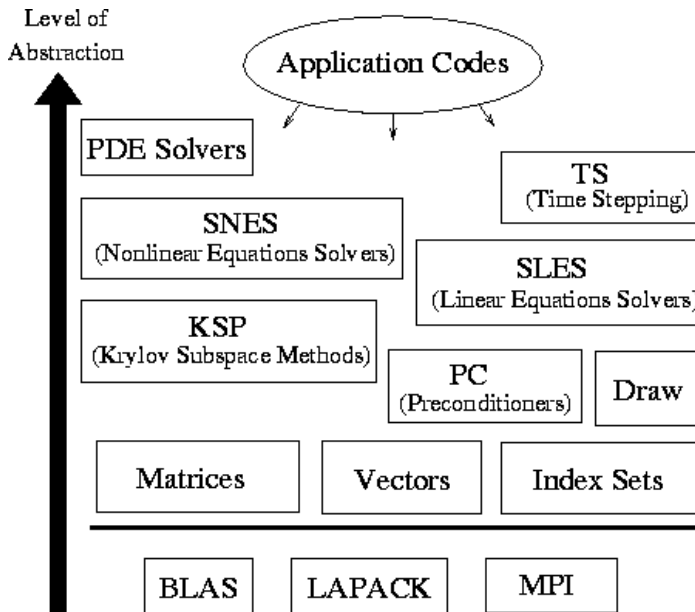 Level of
Abstraction
Application Codes
PDE Solvers
TS
(Time Stepping)
SNES
(Nonlinear Equations Solvers)
SLES
(Linear Equations Solvers)
KSP
(Krylov Subspace Methods)
PC
(Preconditioners)
Draw
Matrices
Vectors
Index Sets
BLAS
LAPACK
MPI